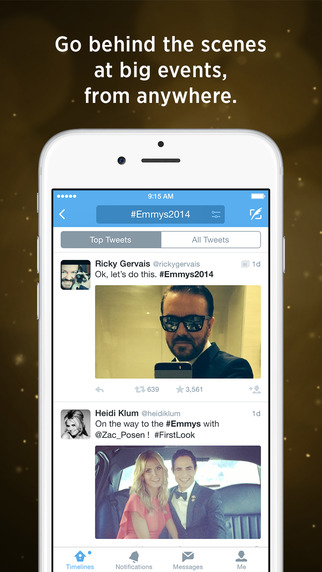 Go behind the scenes
at big events,
from anywhere.
9:15 AM
#Emmys2014
Top Tweets
All Tweets
Ricky Gervais @rickygervais 1d
Ok, let's do this. #Emmys2014
639 3,561
Heidi Klum @heidiklum 1d
On the way to the #Emmys with
@Zac_Posen ! #FirstLook
Timelines Notifications Messages Me